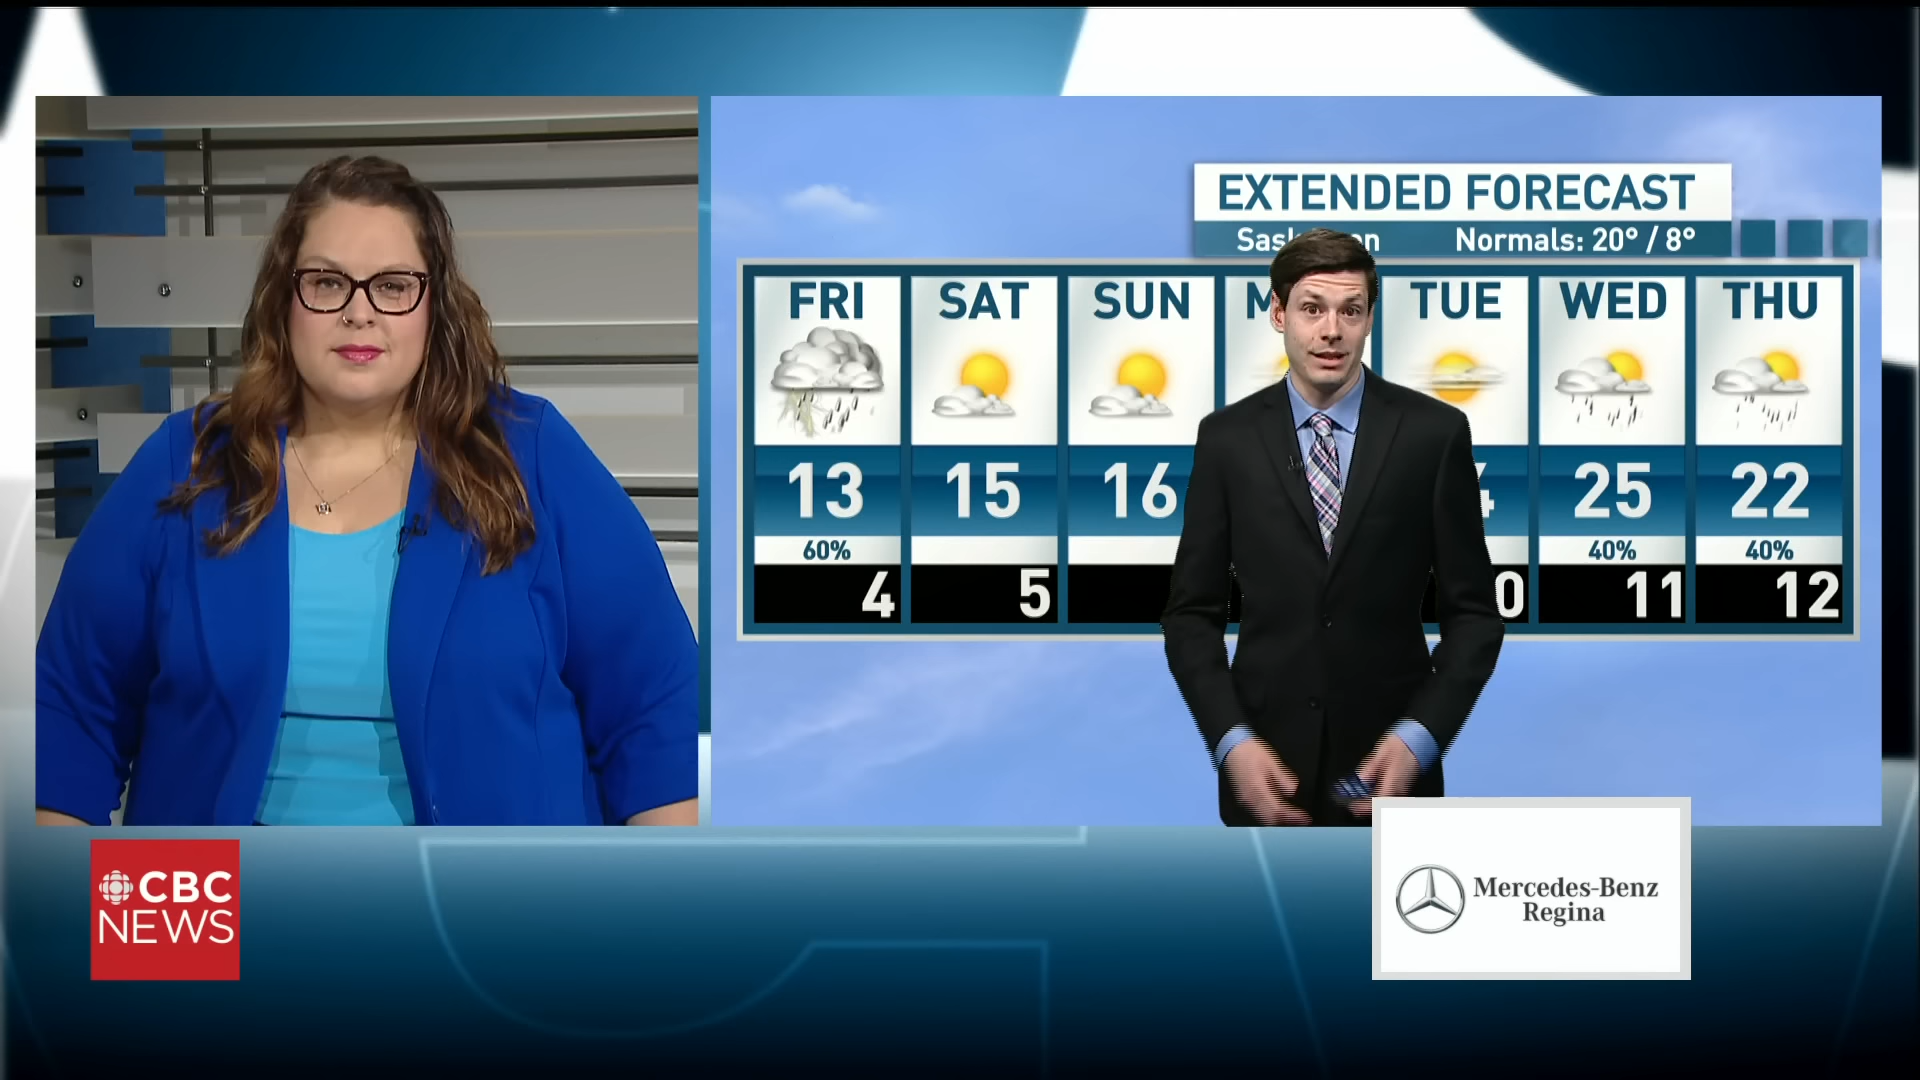 EXTENDED FORECAST
Normals: 20° / 8°
FRI SAT SUN TUE WED THU
13 15 16 25 22
60% 40% 40%
4 5 11 12
CBC
NEWS
Mercedes-Benz
Regina